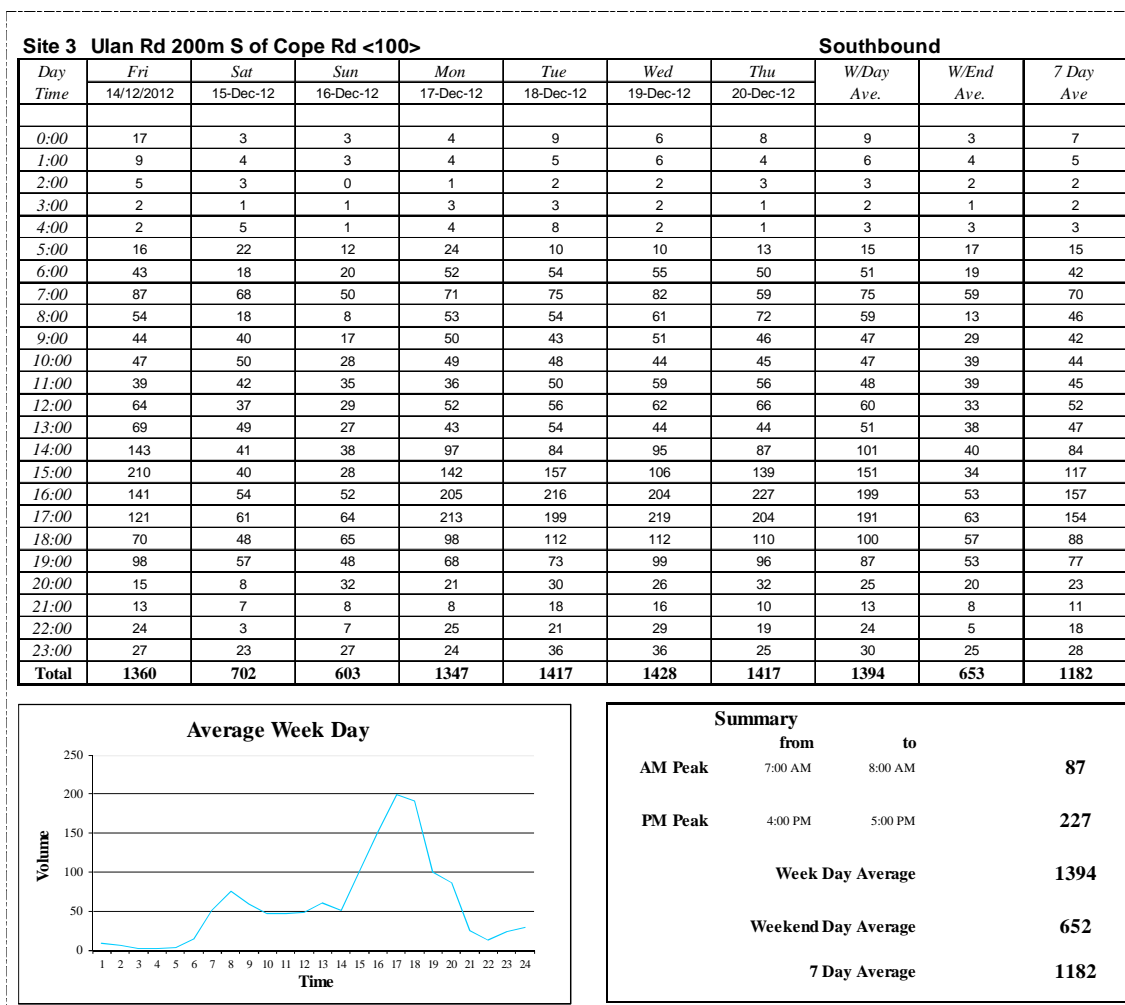 Site 3 Ulan Rd 200m S of Cope Rd <100> Southbound
Day Fri Sat Sun Mon Tue Wed Thu W/Day W/End 7 Day
Time 14/12/2012 15-Dec-12 16-Dec-12 17-Dec-12 18-Dec-12 19-Dec-12 20-Dec-12 Ave. Ave. Ave
0:00 17 3 3 4 9 6 8 9 3 7
1:00 9 4 3 4 5 6 4 6 4 5
2:00 5 3 0 1 2 2 3 3 2 2
3:00 2 1 1 3 3 2 1 2 1 2
4:00 2 5 1 4 8 2 1 3 3 3
5:00 16 22 12 24 10 10 13 15 17 15
6:00 43 18 20 52 54 55 50 51 19 42
7:00 87 68 50 71 75 82 59 75 59 70
8:00 54 18 8 53 54 61 72 59 13 46
9:00 44 40 17 50 43 51 46 47 29 42
10:00 47 50 28 49 48 44 45 47 39 44
11:00 39 42 35 36 50 59 56 48 39 45
12:00 64 37 29 52 56 62 66 60 33 52
13:00 69 49 27 43 54 44 44 51 38 47
14:00 143 41 38 97 84 95 87 101 40 84
15:00 210 40 28 142 157 106 139 151 34 117
16:00 141 54 52 205 216 204 227 199 53 157
17:00 121 61 64 213 199 219 204 191 63 154
18:00 70 48 65 98 112 112 110 100 57 88
19:00 98 57 48 68 73 99 96 87 53 77
20:00 15 8 32 21 30 26 32 25 20 23
21:00 13 7 8 8 18 16 10 13 8 11
22:00 24 3 7 25 21 29 19 24 5 18
23:00 27 23 27 24 36 36 25 30 25 28
Total 1360 702 603 1347 1417 1428 1417 1394 653 1182
Average Week Day
250
200
150
100
50
0
Volume
1 2 3 4 5 6 7 8 9 10 11 12 13 14 15 16 17 18 19 20 21 22 23 24
Time
Summary
from to
AM Peak 7:00 AM 8:00 AM 87
PM Peak 4:00 PM 5:00 PM 227
Week Day Average 1394
Weekend Day Average 652
7 Day Average 1182